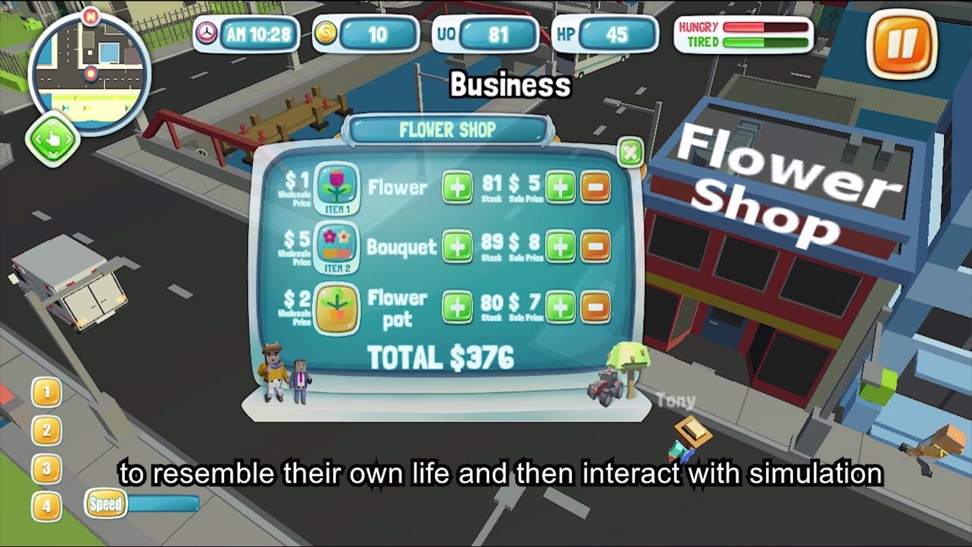 N
AM 10:28
10
UQ 81
HP 45
HUNGRY
TIRED
Business
FLOWER SHOP
$ 1
Wholesale
Price
ITEM 1
Flower
81
Stock
$ 5
Sale Price
$ 5
Wholesale
Price
ITEM 2
Bouquet
89
Stock
$ 8
Sale Price
$ 2
Wholesale
Price
Flower
pot
80
Stock
$ 7
Sale Price
TOTAL $376
Flower
Shop
Tony
1
2
3
4
Speed
to resemble their own life and then interact with simulation